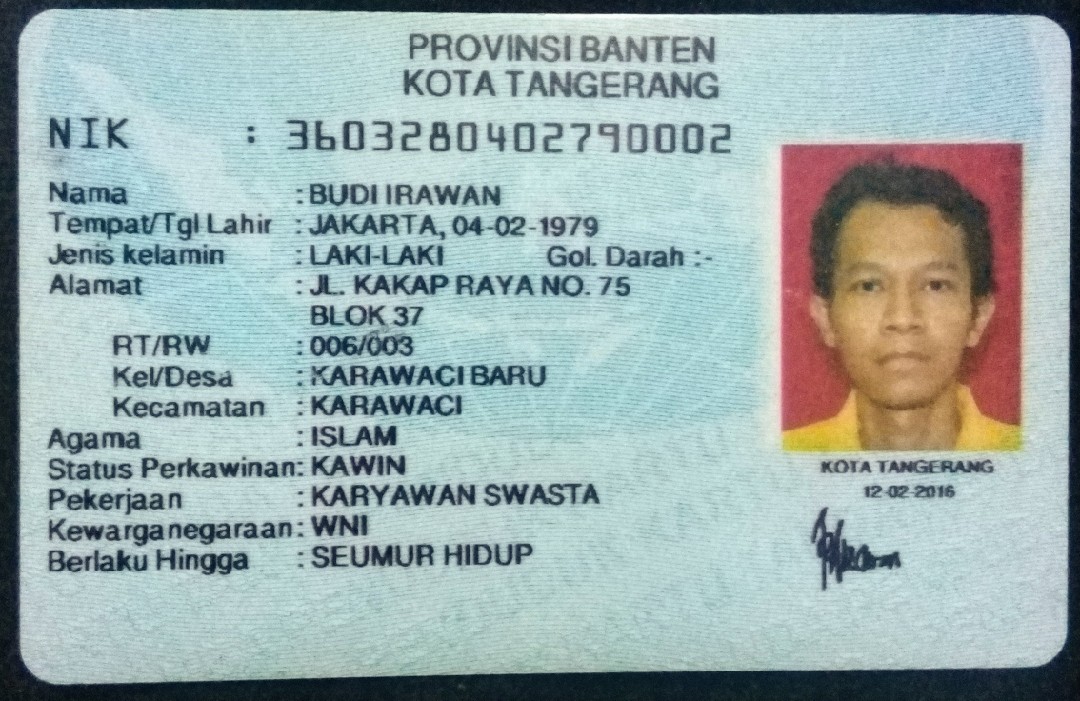 PROVINSI BANTEN
KOTA TANGERANG
NIK : 3603280402790002
Nama : BUDI IRAWAN
Tempat/Tgl Lahir : JAKARTA, 04-02-1979
Jenis kelamin : LAKI-LAKI Gol. Darah :-
Alamat : JL. KAKAP RAYA NO. 75
BLOK 37
RT/RW : 006/003
Kel/Desa : KARAWACI BARU
Kecamatan : KARAWACI
Agama : ISLAM
Status Perkawinan: KAWIN
Pekerjaan : KARYAWAN SWASTA
Kewarganegaraan: WNI
Berlaku Hingga : SEUMUR HIDUP
KOTA TANGERANG
12-02-2016